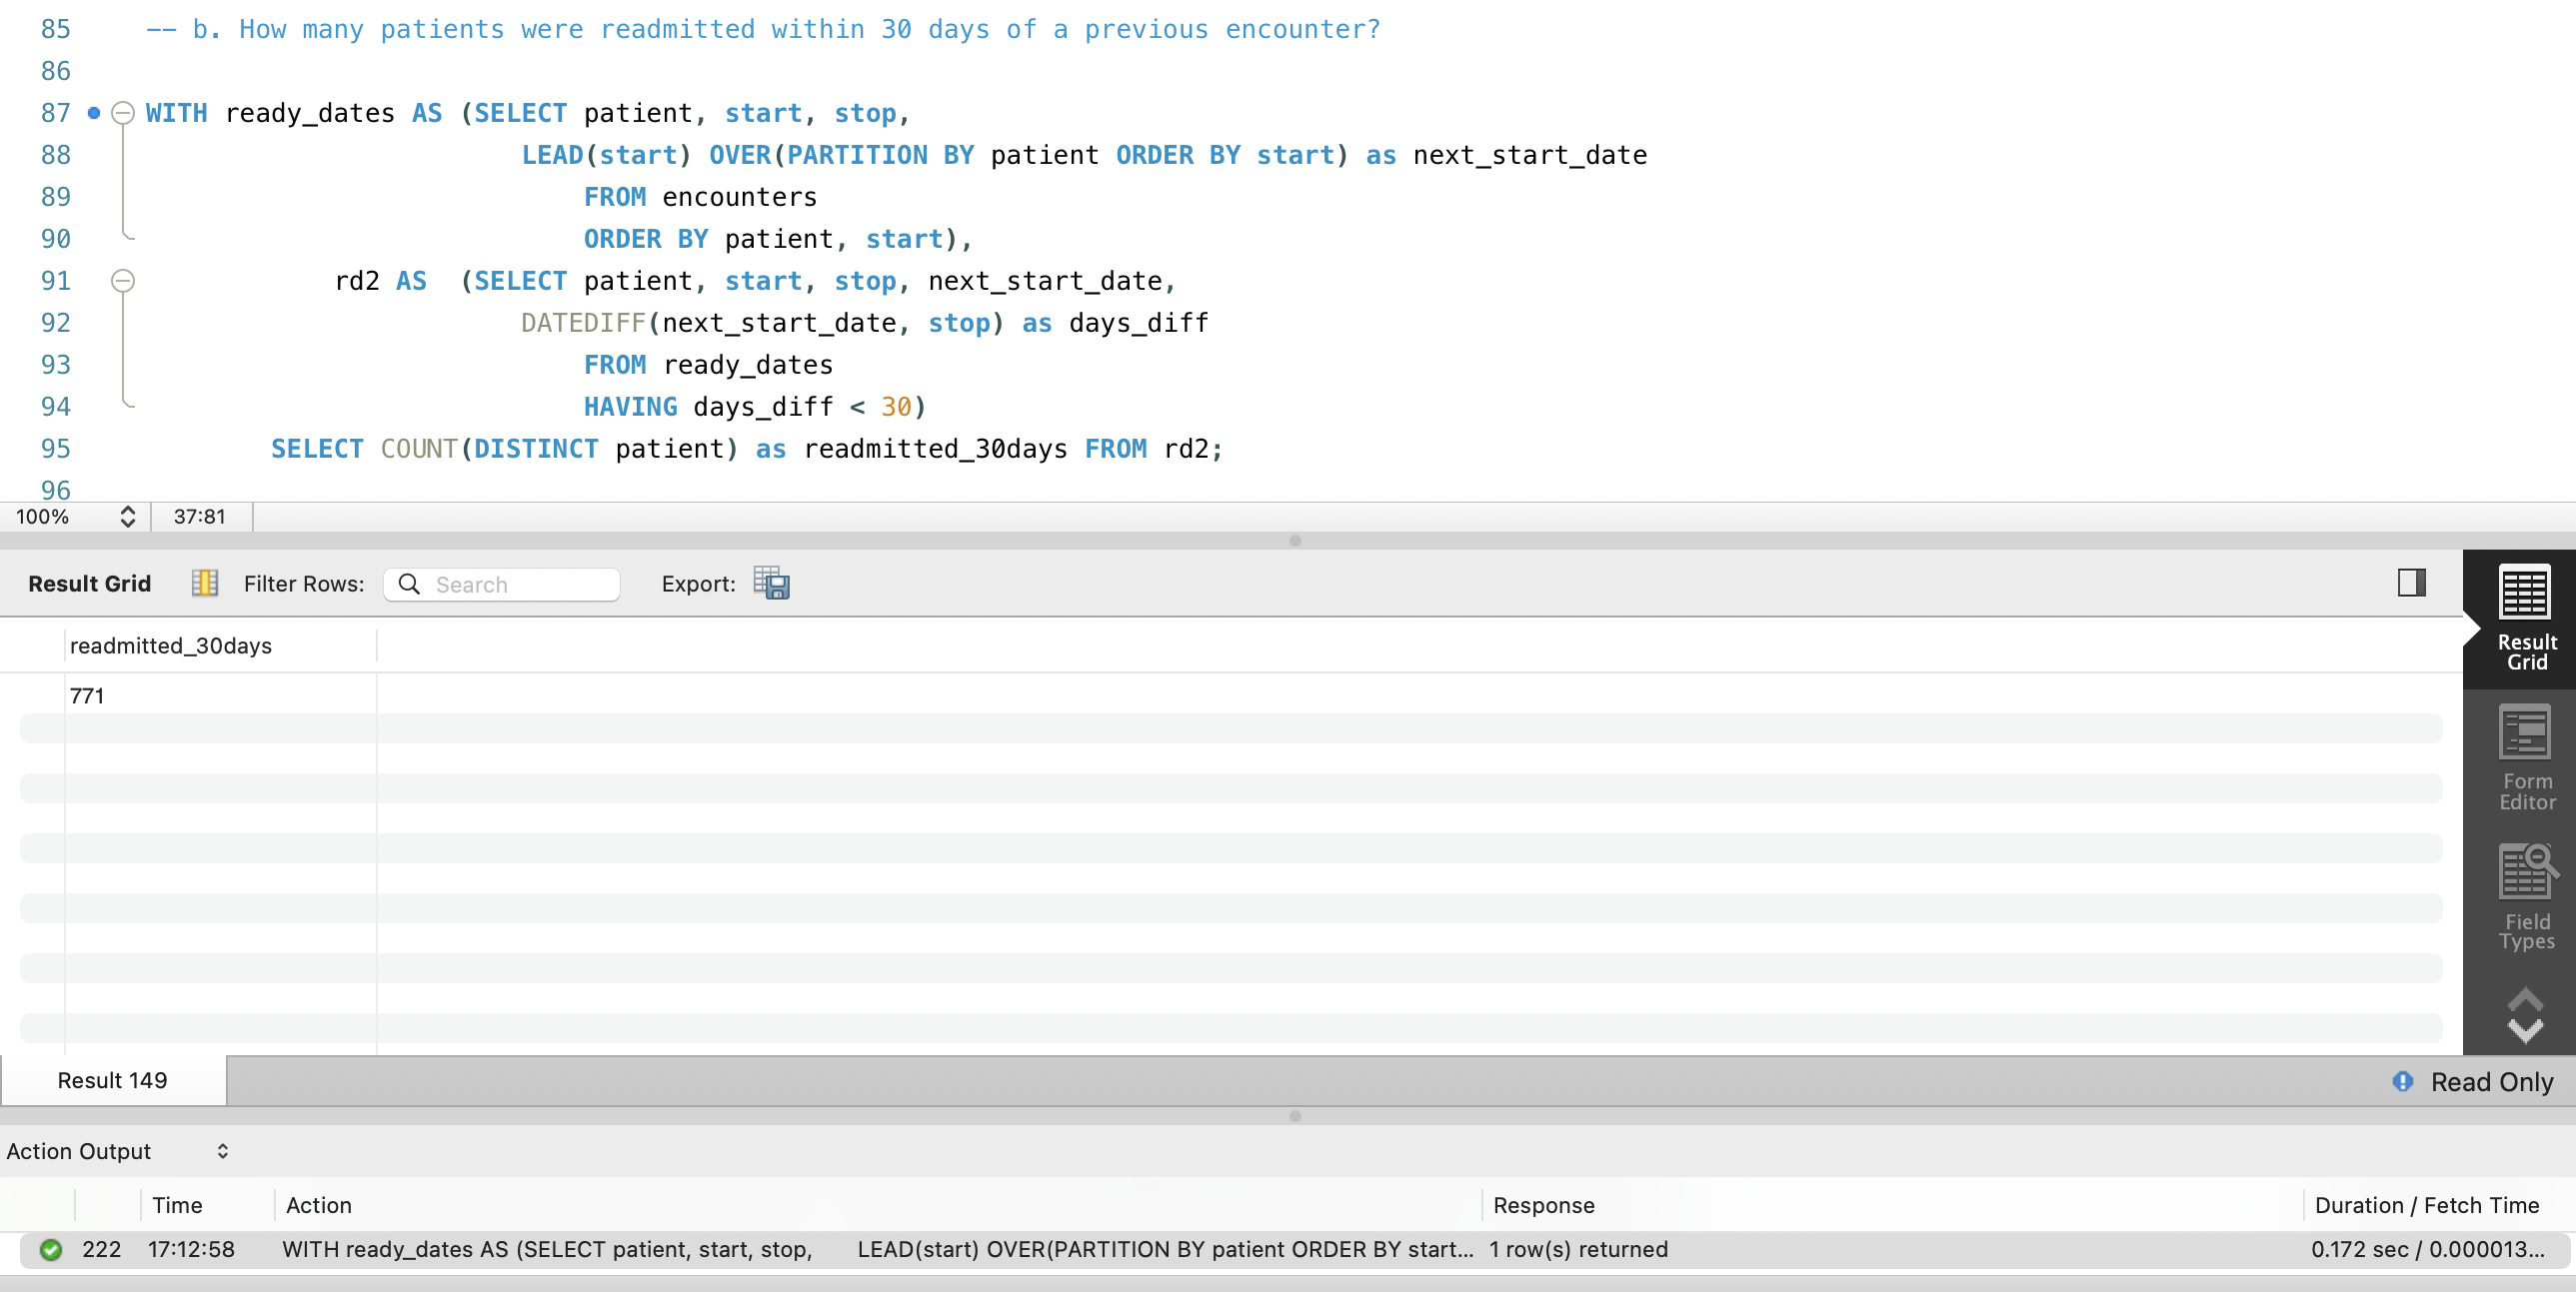 85 -- b. How many patients were readmitted within 30 days of a previous encounter?
86
87 WITH ready_dates AS (SELECT patient, start, stop,
88 LEAD(start) OVER(PARTITION BY patient ORDER BY start) as next_start_date
89 FROM encounters
90 ORDER BY patient, start),
91 rd2 AS (SELECT patient, start, stop, next_start_date,
92 DATEDIFF(next_start_date, stop) as days_diff
93 FROM ready_dates
94 HAVING days_diff < 30)
95 SELECT COUNT(DISTINCT patient) as readmitted_30days FROM rd2;
96
100% 37:81
Result Grid Filter Rows: Search Export:
readmitted_30days
771
Result
Grid
Form
Editor
Field
Types
Result 149 Read Only
Action Output
Time Action Response Duration / Fetch Time
222 17:12:58 WITH ready_dates AS (SELECT patient, start, stop, LEAD(start) OVER(PARTITION BY patient ORDER BY start... 1 row(s) returned 0.172 sec / 0.000013...